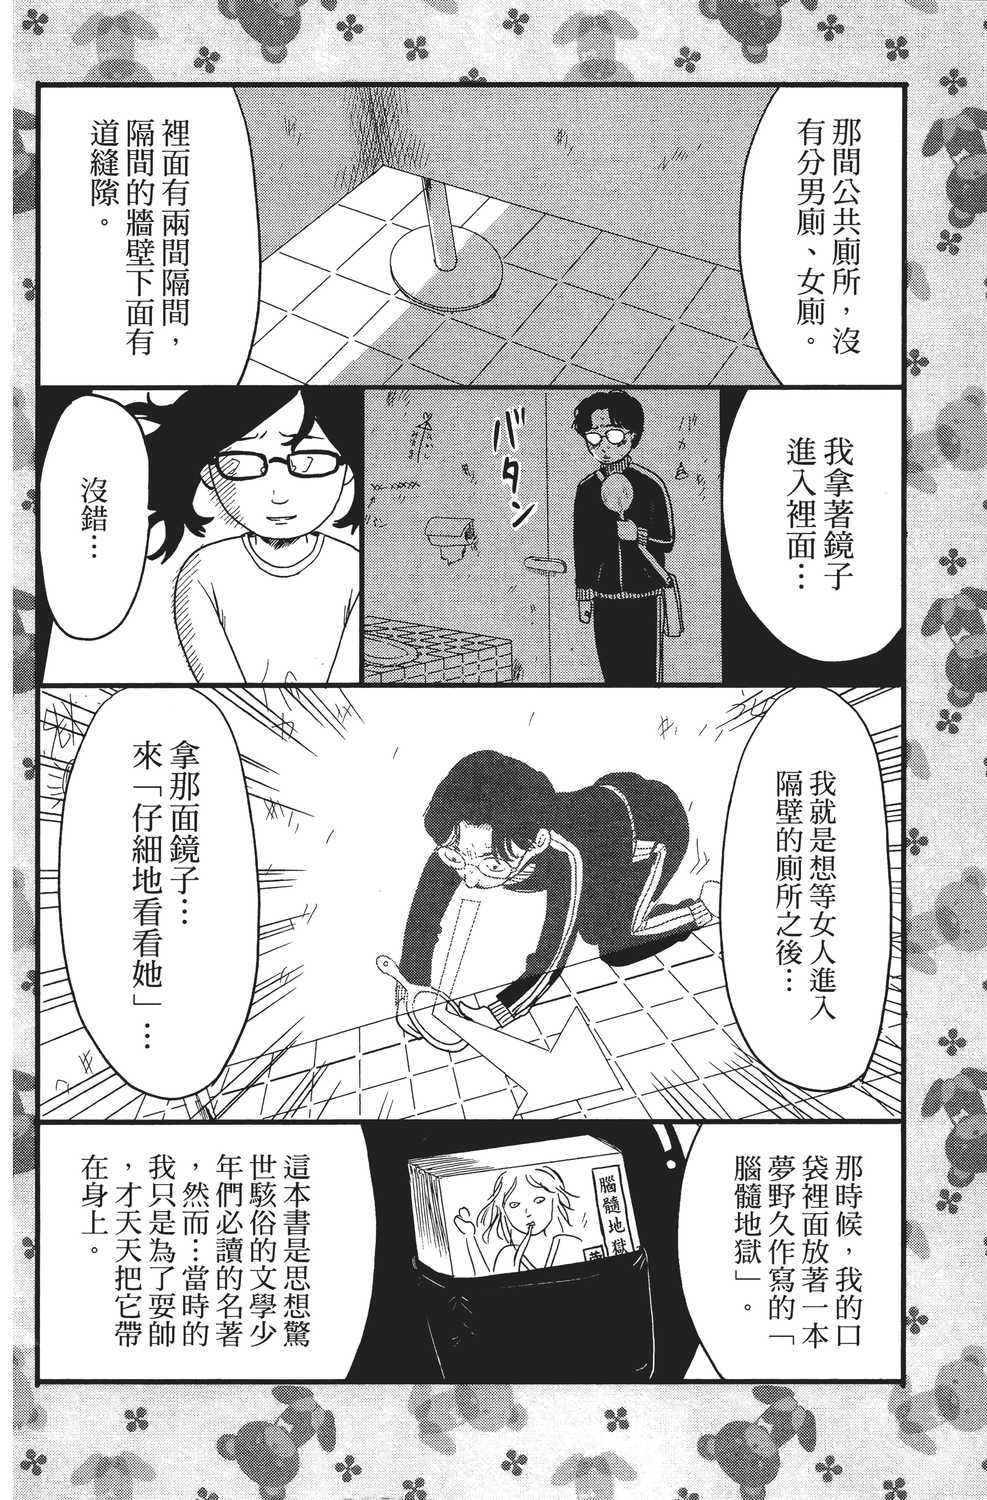 那間公共廁所，沒
有分男廁、女廁。
裡面有兩間隔間，
隔間的牆壁下面有
道縫隙。
我拿著鏡子
進入裡面…
バカ
バタン
沒錯…
我就是想等女人進入
隔壁的廁所之後…
拿那面鏡子…
來「仔細地看看她」…
那時候，我的口
袋裡面放著一本
夢野久作寫的「
腦髓地獄」。
！
腦髓地獄
這本書是思想驚
世駭俗的文學少
年們必讀的名著
，然而…當時的
我只是為了耍帥
，才天天把它帶
在身上。